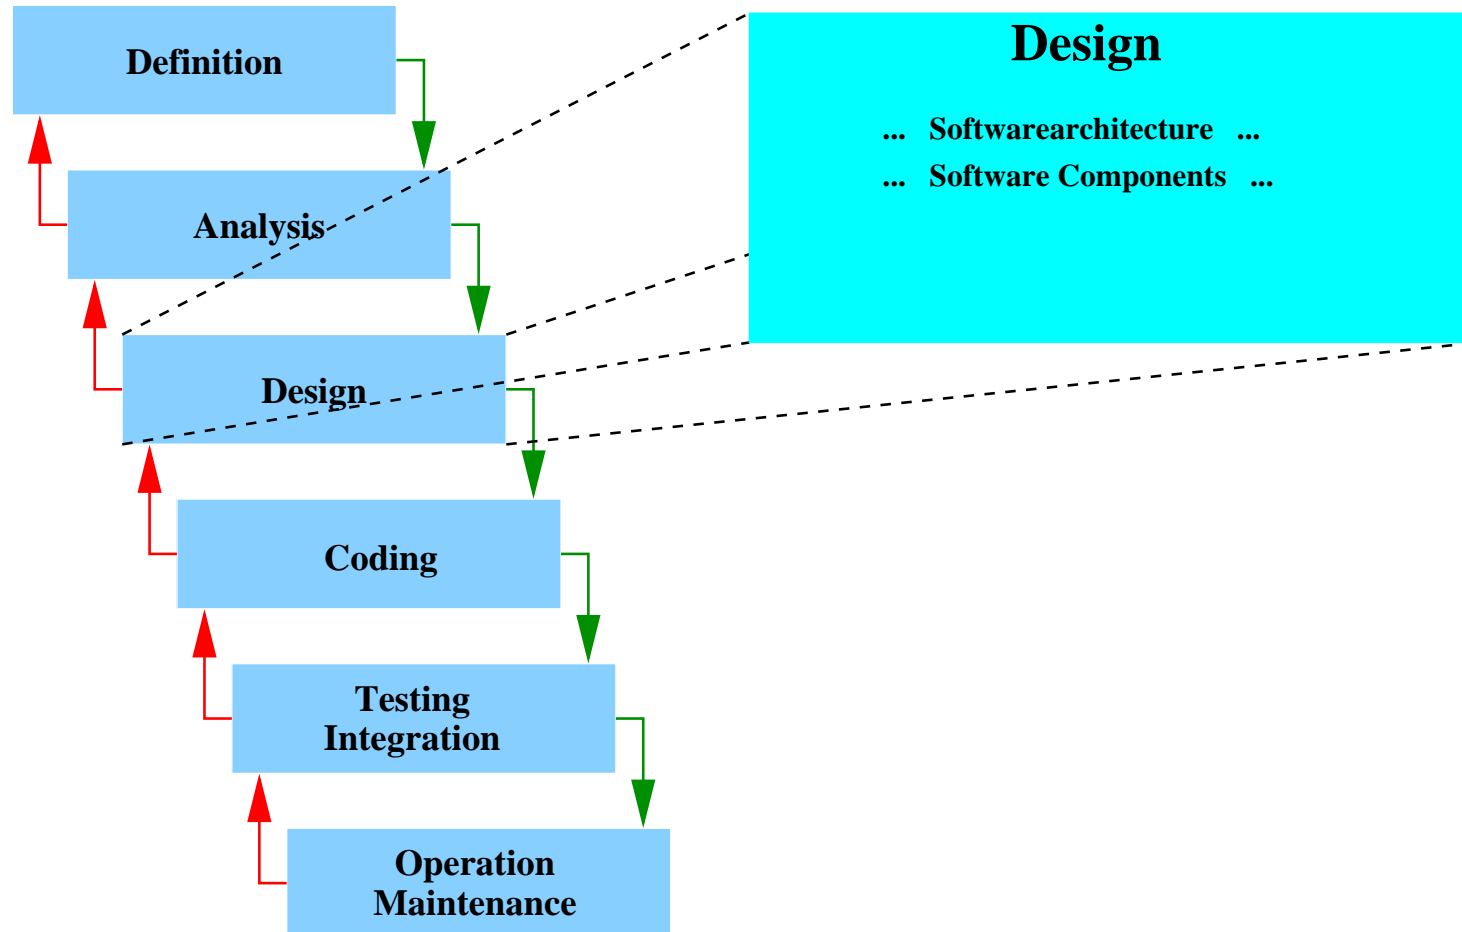 Definition
Analysis
Design
Coding
Testing
Integration
Operation
Maintenance
Design
... Softwarearchitecture ...
... Software Components ...